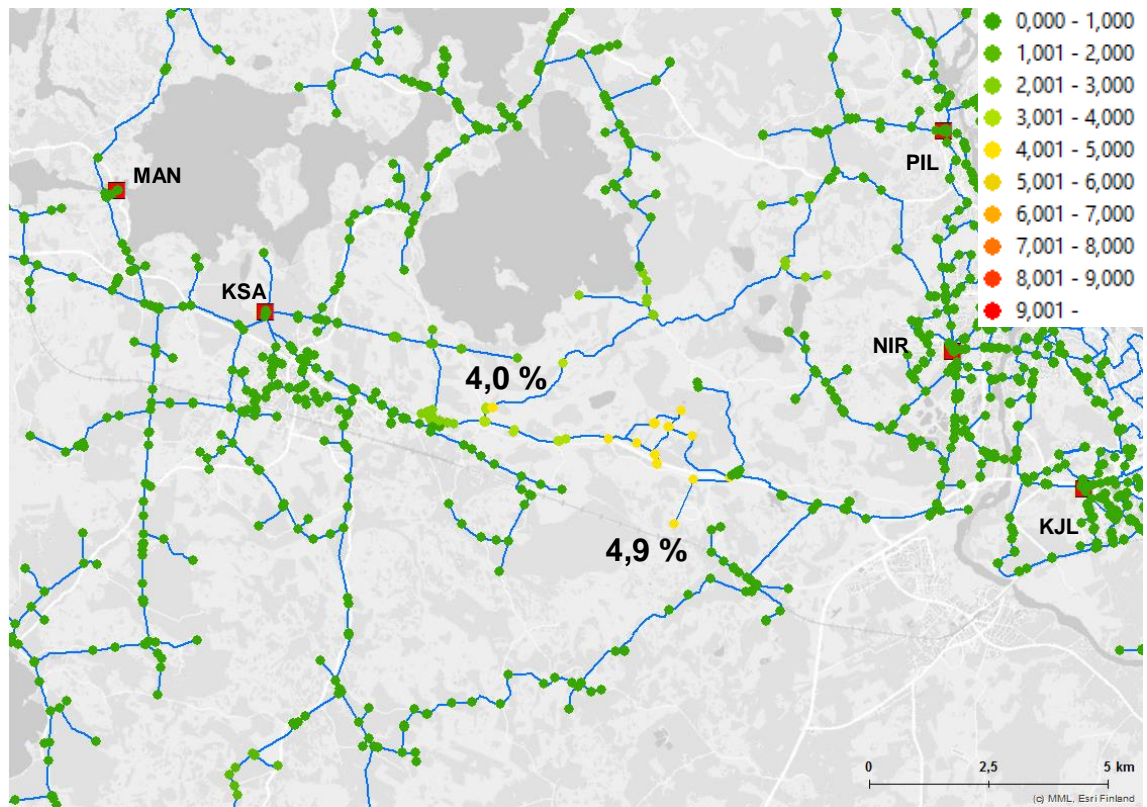 0,000 - 1,000
1,001 - 2,000
2,001 - 3,000
3,001 - 4,000
4,001 - 5,000
5,001 - 6,000
6,001 - 7,000
7,001 - 8,000
8,001 - 9,000
9,001 -
MAN
PIL
KSA
NIR
4,0 %
KJL
4,9 %
0 2,5 5 km
(c) MML, Esri Finland